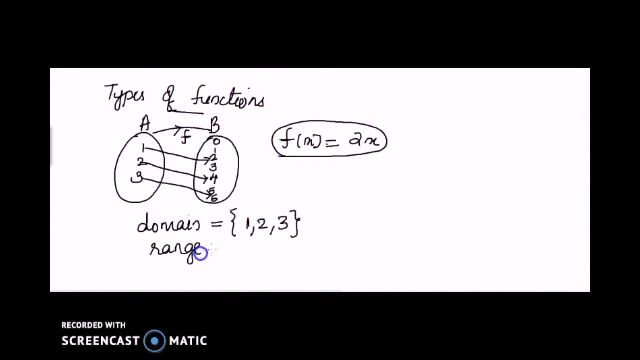 Types of functions
A f B
1 2 3
0 1 2 3 4 5 6
f(x) = 2x
domain = {1,2,3}
range
RECORDED WITH
SCREENCAST MATIC